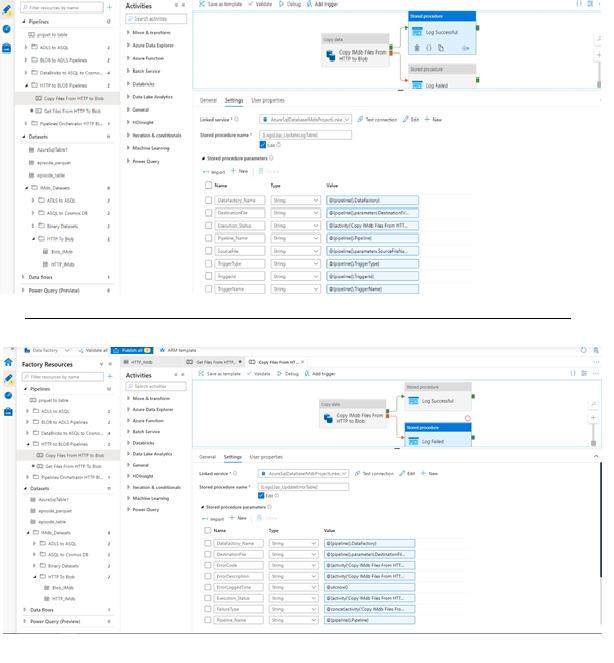 Filter resources by name
Pipelines
prquet to table
ADLS to ASQL
BLOB to ADLS Pipelines
DataBricks to ASQL to Cosmo...
HTTP to BLOB Pipelines
Copy Files From HTTP to Blob
Get Files From HTTP To Blob
Pipelines Orchetrator HTTP Bl...
Datasets
AzureSqlTable1
episode_parquet
episode_table
IMdb_Datasets
ADLS to ASQL
ASQL to Cosmos DB
Binary Datasets
HTTP To Blob
Blob_IMdb
HTTP_IMdb
Data flows
Power Query (Preview)
Activities
Search activities
Move & transform
Azure Data Explorer
Azure Function
Batch Service
Databricks
Data Lake Analytics
General
HDInsight
Iteration & conditionals
Machine Learning
Power Query
Save as template Validate Debug Add trigger
Copy data
Copy IMdb Files From HTTP to Blob
Stored procedure
Log Successful
Stored procedure
Log Failed
General Settings User properties
Linked service *
AzureSqlDatabaseIMdbProjectLinke...
Test connection Edit New
Stored procedure name *
[Logs].[sp_UpdateLogTable]
Edit
Stored procedure parameters
Import New Delete
Name Type Value
DataFactory_Name String @{pipeline().DataFactory}
DestinationFile String @{pipeline().parameters.DestinationFil...
Execution_Status String @{activity('Copy IMdb Files From HTT...
Pipeline_Name String @{pipeline().Pipeline}
SourceFile String @{pipeline().parameters.SourceFileNa...
TriggerType String @{pipeline().TriggerType}
TriggerId String @{pipeline().TriggerId}
TriggerName String @{pipeline().TriggerName}
Data Factory Validate all Publish all ARM template
Factory Resources
Filter resources by name
Pipelines
prquet to table
ADLS to ASQL
BLOB to ADLS Pipelines
DataBricks to ASQL to Cosmo...
HTTP to BLOB Pipelines
Copy Files From HTTP to Blob
Get Files From HTTP To Blob
Pipelines Orchetrator HTTP Bl...
Datasets
AzureSqlTable1
episode_parquet
episode_table
IMdb_Datasets
ADLS to ASQL
ASQL to Cosmos DB
Binary Datasets
HTTP To Blob
Blob_IMdb
HTTP_IMdb
Data flows
Power Query (Preview)
HTTP_IMdb Get Files From HTTP... Copy Files From HTT...
Activities
Search activities
Move & transform
Azure Data Explorer
Azure Function
Batch Service
Databricks
Data Lake Analytics
General
HDInsight
Iteration & conditionals
Machine Learning
Power Query
Save as template Validate Debug Add trigger
Copy data
Copy IMdb Files From HTTP to Blob
Stored procedure
Log Successful
Stored procedure
Log Failed
General Settings User properties
Linked service *
AzureSqlDatabaseIMdbProjectLinke...
Test connection Edit New
Stored procedure name *
[Logs].[sp_UpdateErrorTable]
Edit
Stored procedure parameters
Import New Delete
Name Type Value
DataFactory_Name String @{pipeline().DataFactory}
DestinationFile String @{pipeline().parameters.DestinationFil...
ErrorCode String @{activity('Copy IMdb Files From HTT...
ErrorDescription String @{activity('Copy IMdb Files From HTT...
ErrorLoggedTime String @utcnow()
Execution_Status String @{activity('Copy IMdb Files From HTT...
FailureType String @concat(activity('Copy IMdb Files Fro...
Pipeline_Name String @{pipeline().Pipeline}